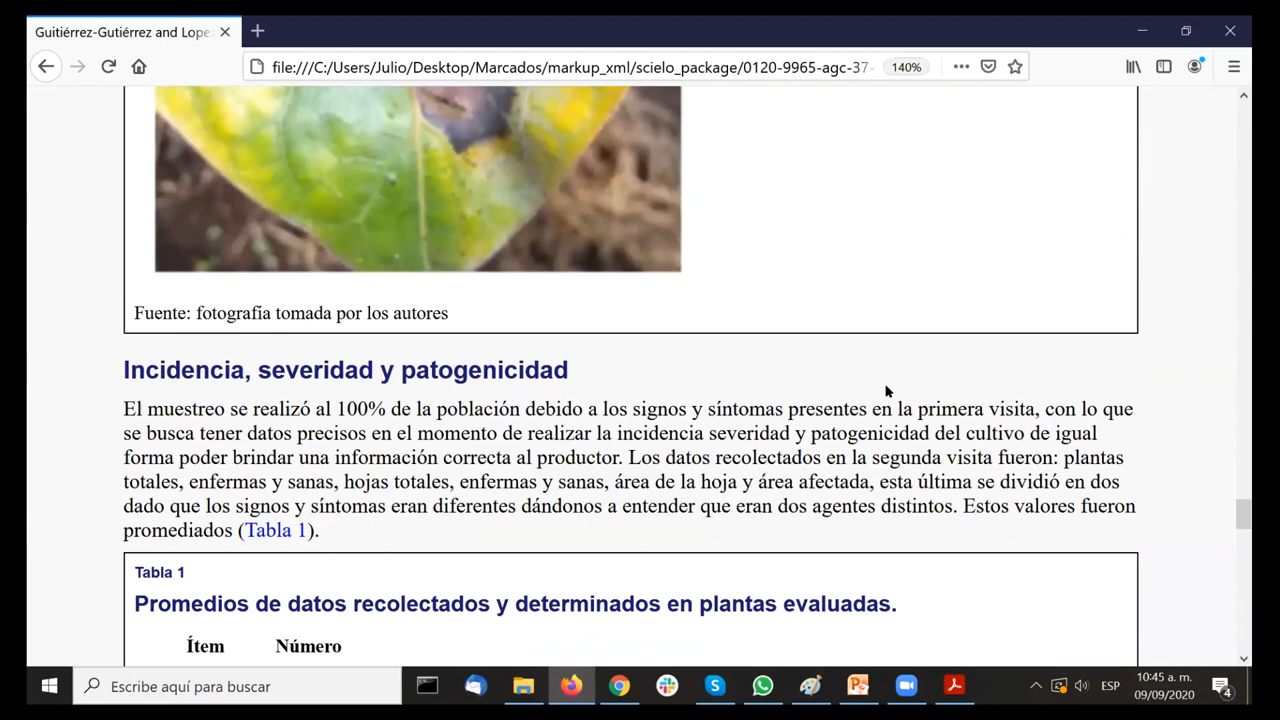 Guitiérrez-Gutiérrez and Lope
file:///C:/Users/Julio/Desktop/Marcados/markup_xml/scielo_package/0120-9965-agc-37-
140%
Fuente: fotografía tomada por los autores
Incidencia, severidad y patogenicidad
El muestreo se realizó al 100% de la población debido a los signos y síntomas presentes en la primera visita, con lo que
se busca tener datos precisos en el momento de realizar la incidencia severidad y patogenicidad del cultivo de igual
forma poder brindar una información correcta al productor. Los datos recolectados en la segunda visita fueron: plantas
totales, enfermas y sanas, hojas totales, enfermas y sanas, área de la hoja y área afectada, esta última se dividió en dos
dado que los signos y síntomas eran diferentes dándonos a entender que eran dos agentes distintos. Estos valores fueron
promediados (Tabla 1).
Tabla 1
Promedios de datos recolectados y determinados en plantas evaluadas.
Ítem Número
Escribe aquí para buscar
ESP
10:45 a. m.
09/09/2020
4